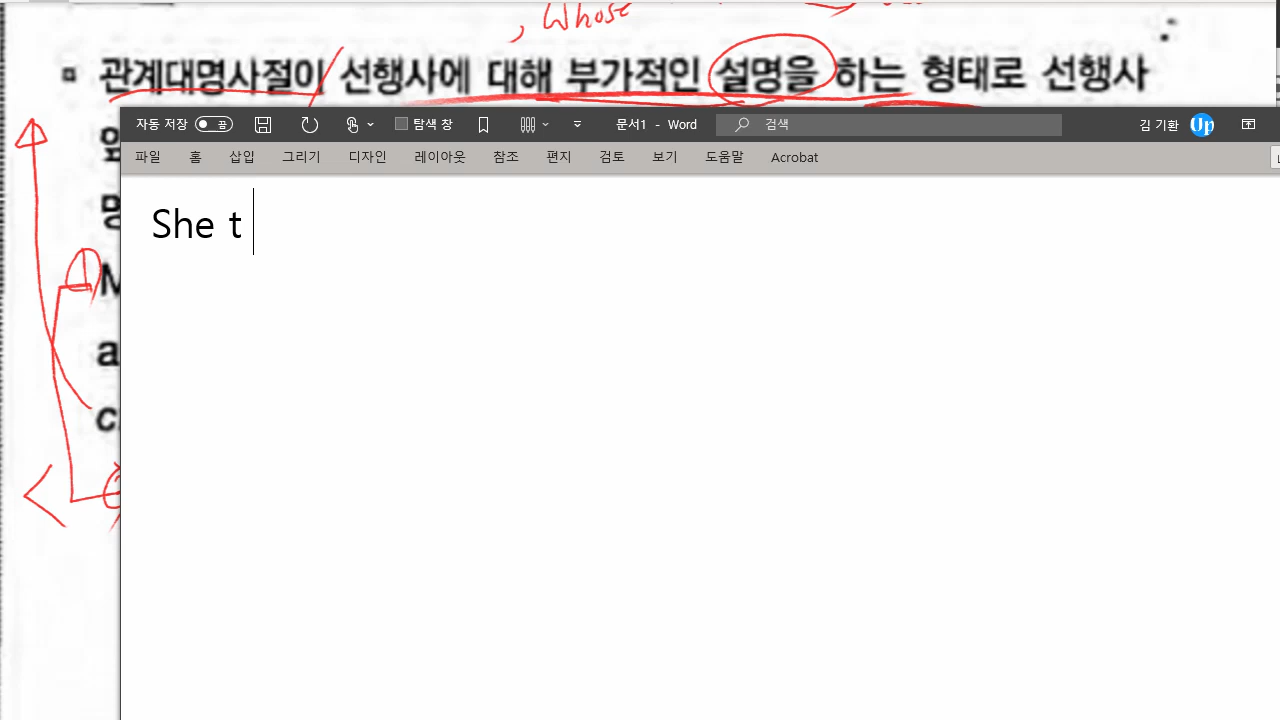 , Whose
관계대명사절이 선행사에 대해 부가적인 설명을 하는 형태로 선행사
자동 저장 끔 탐색 창 문서1 - Word 검색 김 기환 Up
파일 홈 삽입 그리기 디자인 레이아웃 참조 편지 검토 보기 도움말 Acrobat
She t
M
a
c